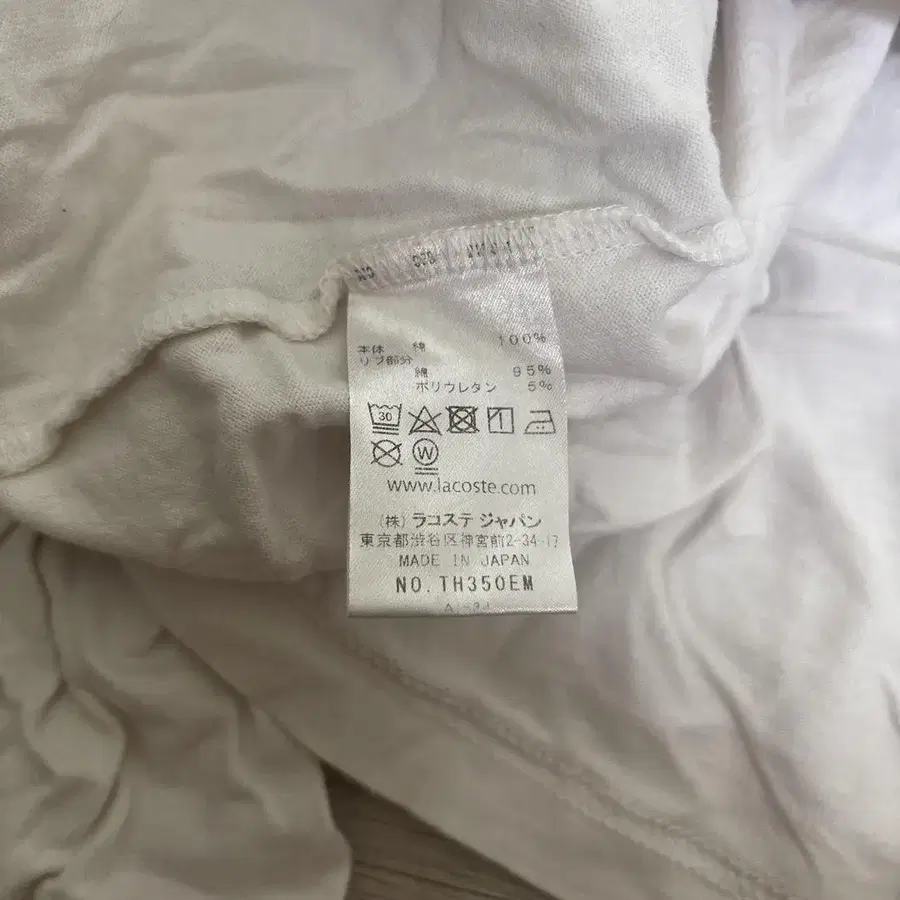 本体 綿 100%
リブ部分
綿 95%
ポリウレタン 5%
30
W
www.lacoste.com
(株) ラコステ ジャパン
東京都渋谷区神宮前2-34-17
MADE IN JAPAN
NO. TH350EM